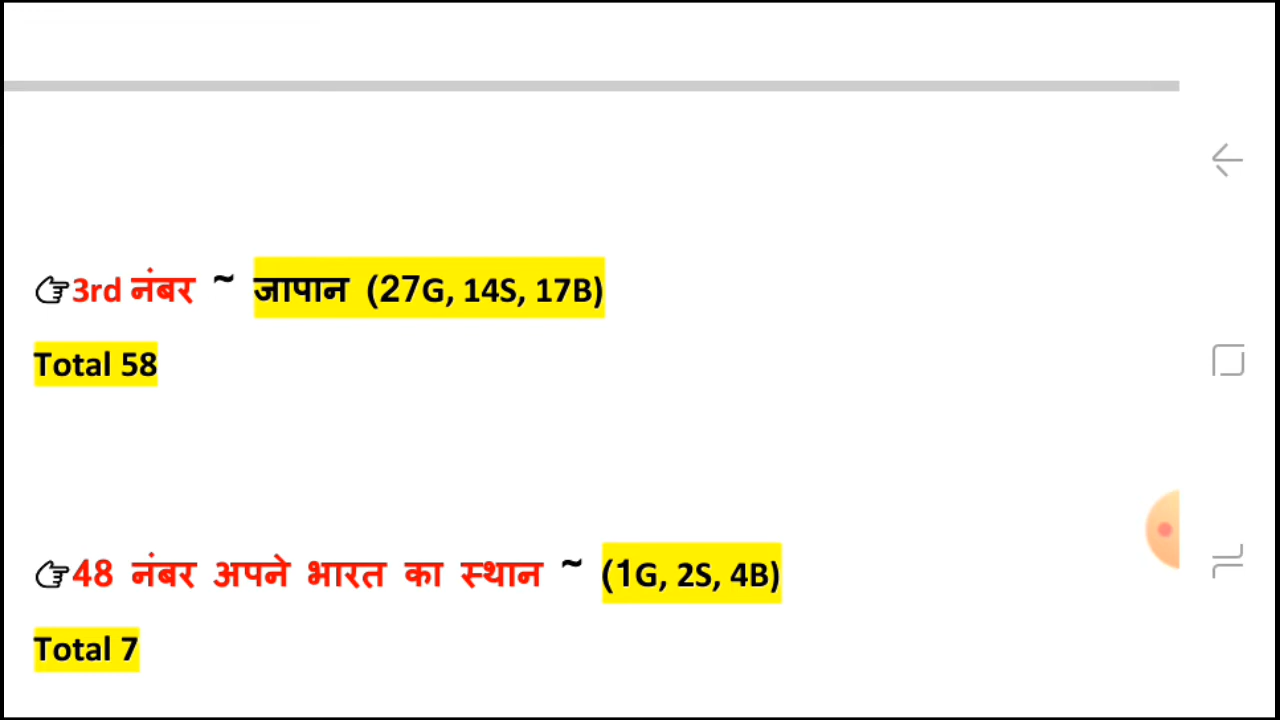 👉3rd नंबर ~ जापान (27G, 14S, 17B)
Total 58
👉48 नंबर अपने भारत का स्थान ~ (1G, 2S, 4B)
Total 7